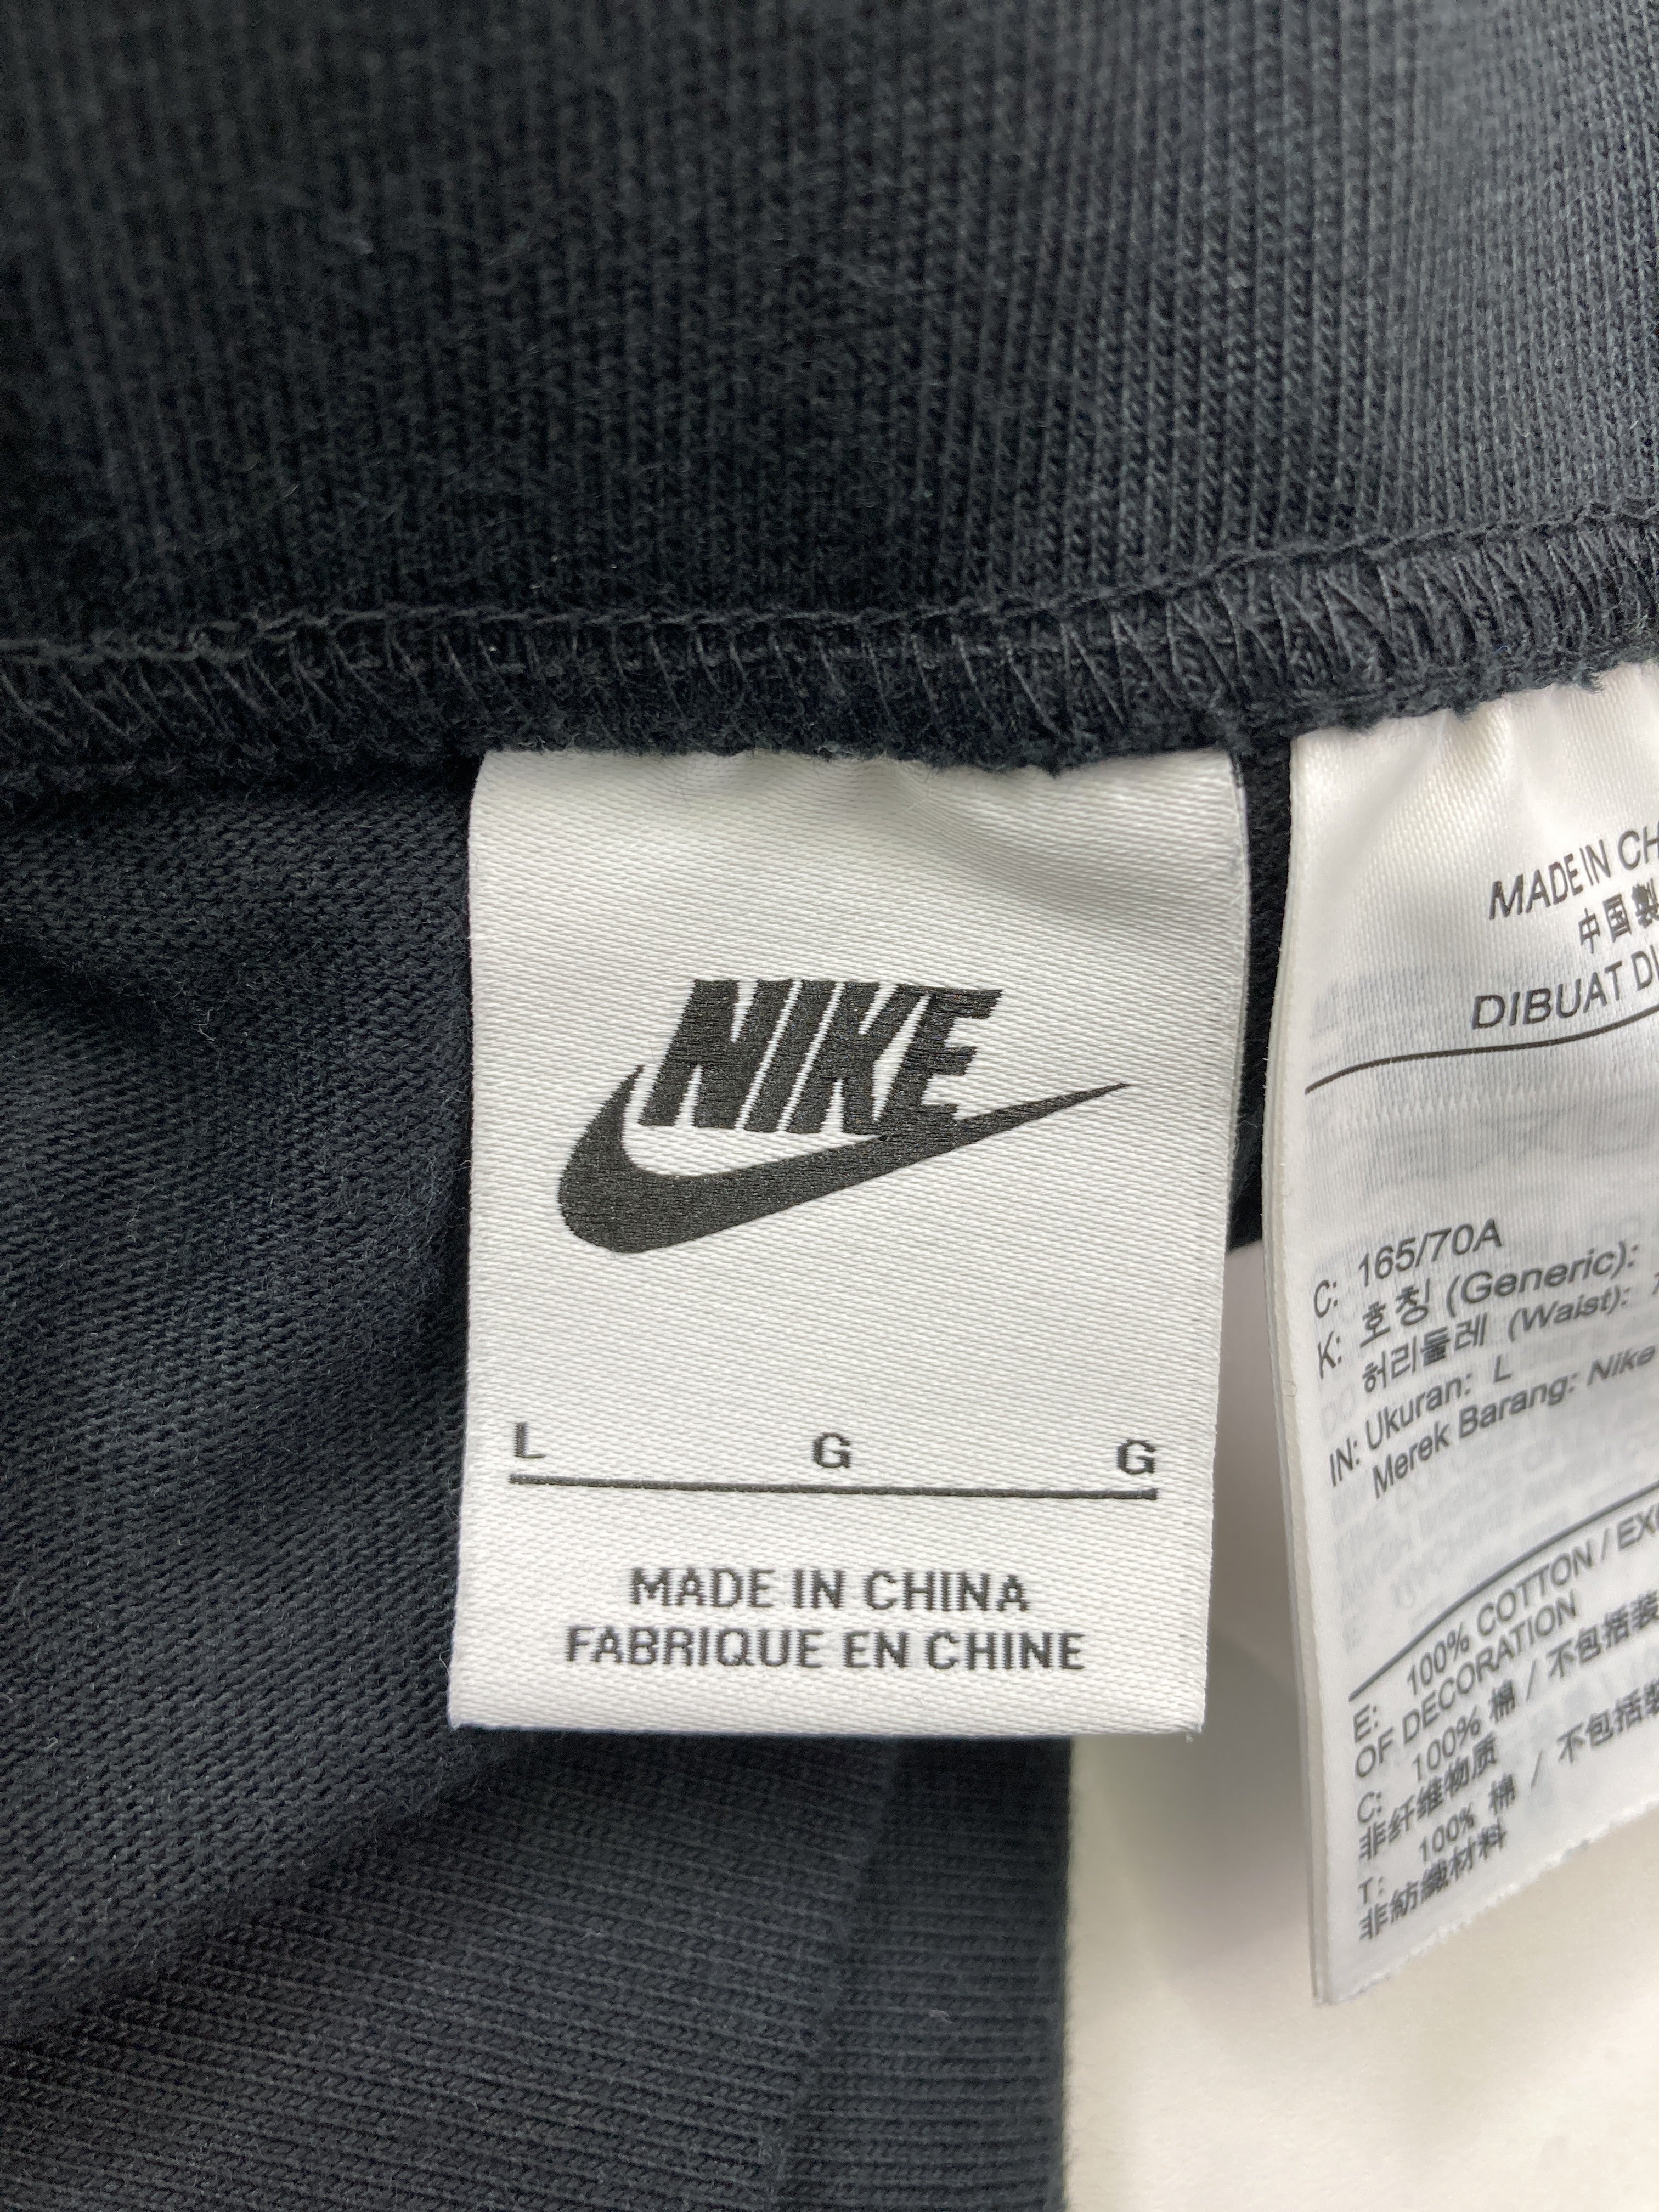 NIKE
L G G
MADE IN CHINA
FABRIQUE EN CHINE
MADE IN CH
中国製
DIBUAT DI
C: 165/70A
K: 호칭 (Generic):
허리둘레 (Waist):
IN: Ukuran: L
Merek Barang: Nike
E: 100% COTTON / EXC
OF DECORATION
C: 100% 棉 / 不包括装
非纤维物质
T: 100% 棉 / 不包括装
非紡織材料